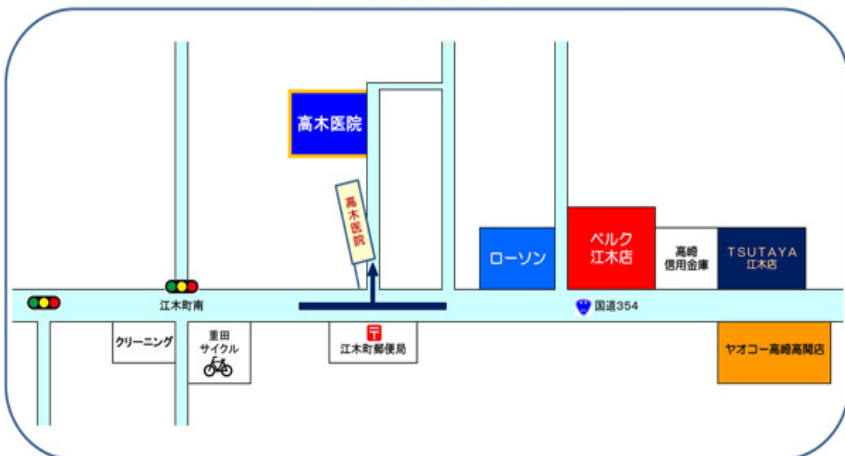 高木医院
高木医院
ローソン
ベルク
江木店
高崎
信用金庫
TSUTAYA
江木店
江木町南
国道354
クリーニング
重田
サイクル
〒
江木町郵便局
ヤオコー高崎高関店